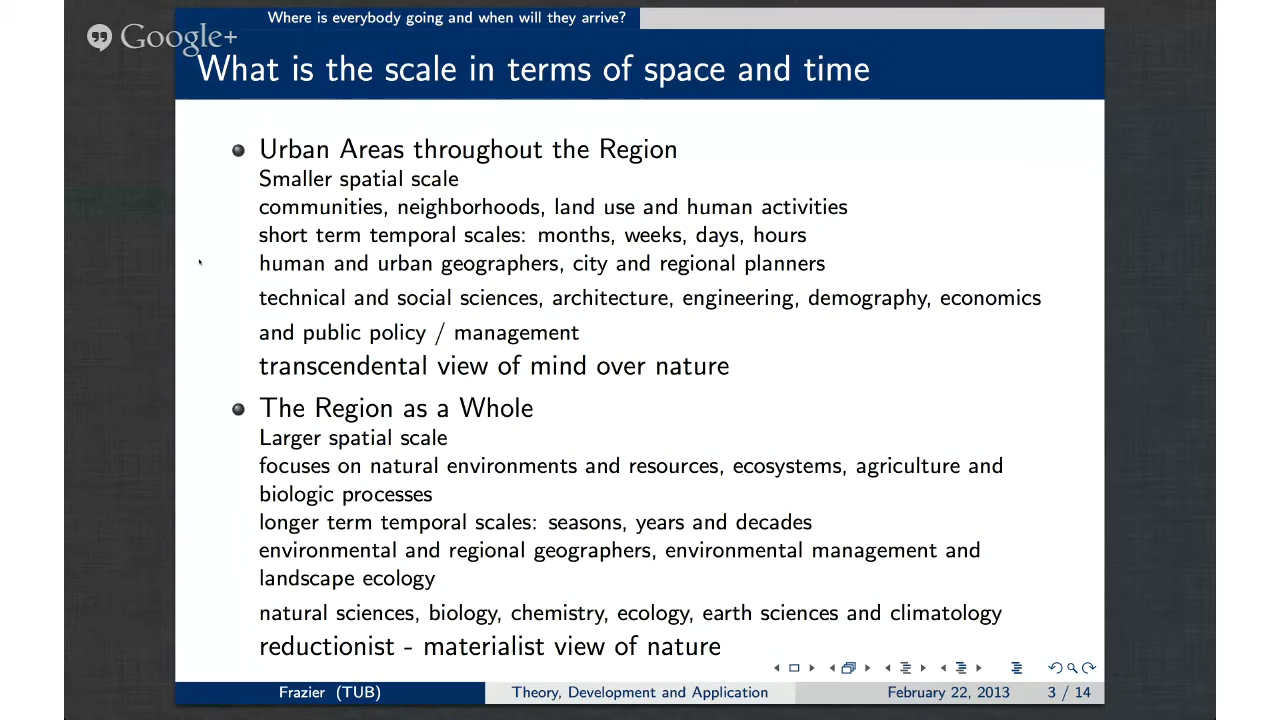 Where is everybody going and when will they arrive?
Google+
What is the scale in terms of space and time
Urban Areas throughout the Region
Smaller spatial scale
communities, neighborhoods, land use and human activities
short term temporal scales: months, weeks, days, hours
human and urban geographers, city and regional planners
technical and social sciences, architecture, engineering, demography, economics
and public policy / management
transcendental view of mind over nature
The Region as a Whole
Larger spatial scale
focuses on natural environments and resources, ecosystems, agriculture and
biologic processes
longer term temporal scales: seasons, years and decades
environmental and regional geographers, environmental management and
landscape ecology
natural sciences, biology, chemistry, ecology, earth sciences and climatology
reductionist - materialist view of nature
Frazier (TUB) Theory, Development and Application February 22, 2013 3 / 14